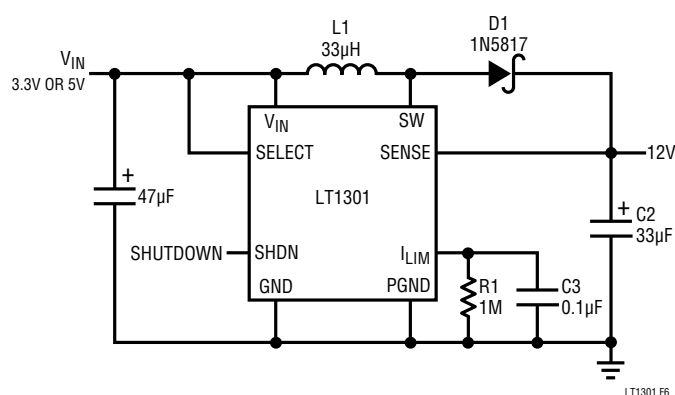 L1
33µH
D1
1N5817
VIN
3.3V OR 5V
VIN
SW
SELECT
SENSE
12V
+
47µF
LT1301
+
C2
33µF
SHUTDOWN
SHDN
ILIM
GND
PGND
R1
1M
C3
0.1µF
LT1301 F6